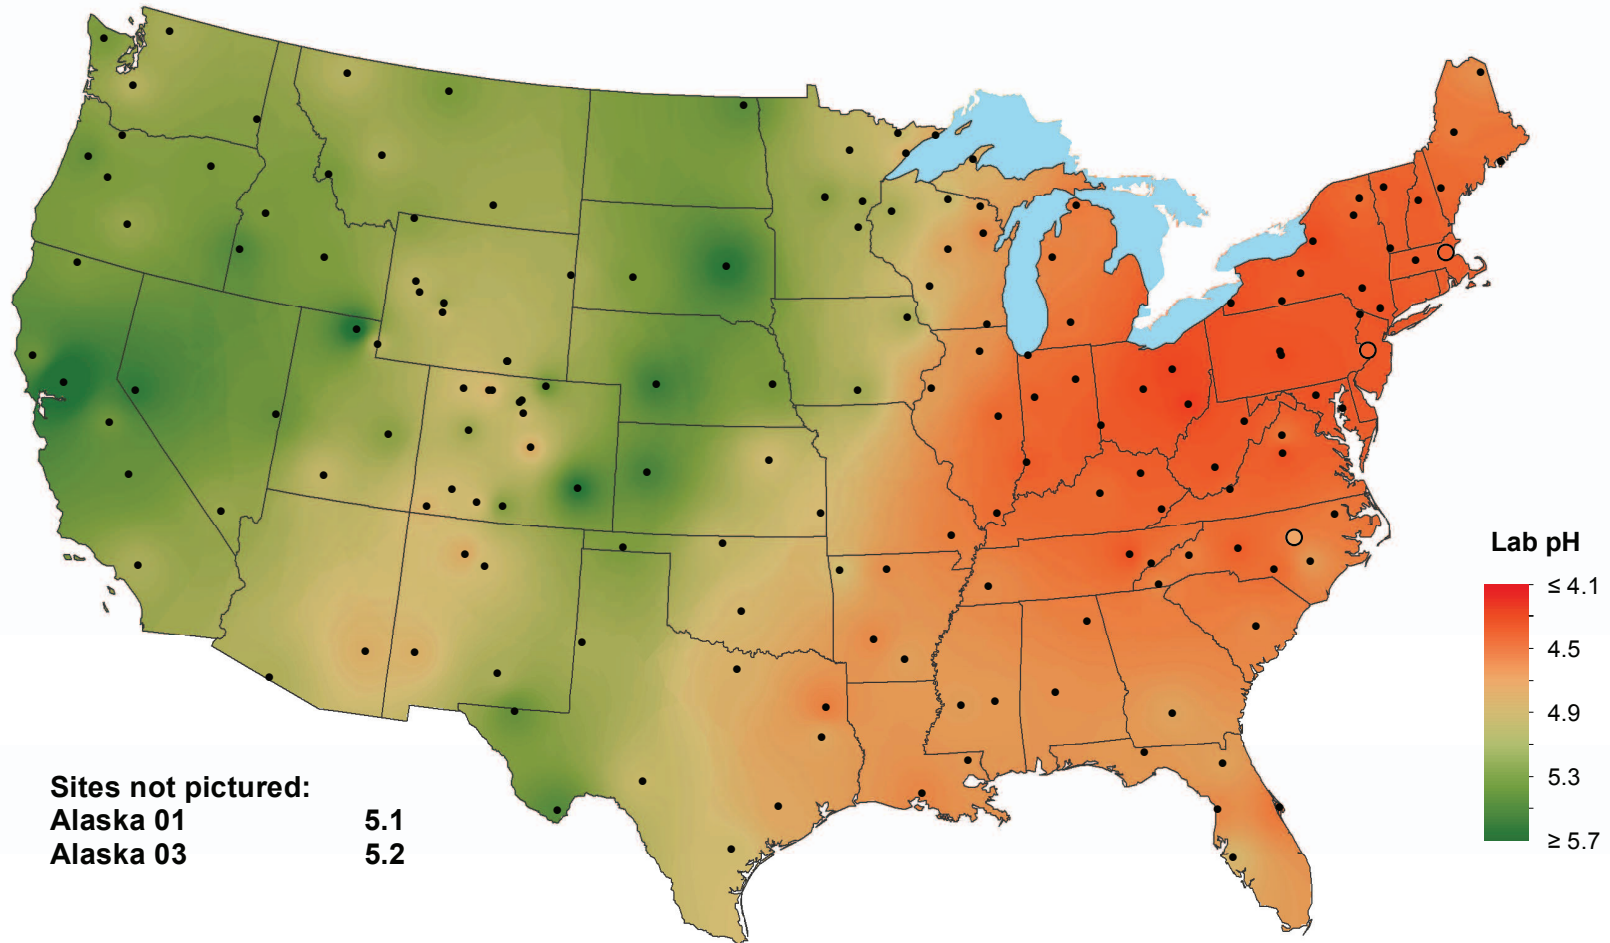 Lab pH
≤ 4.1
4.5
4.9
5.3
≥ 5.7
Sites not pictured:
Alaska 01 5.1
Alaska 03 5.2